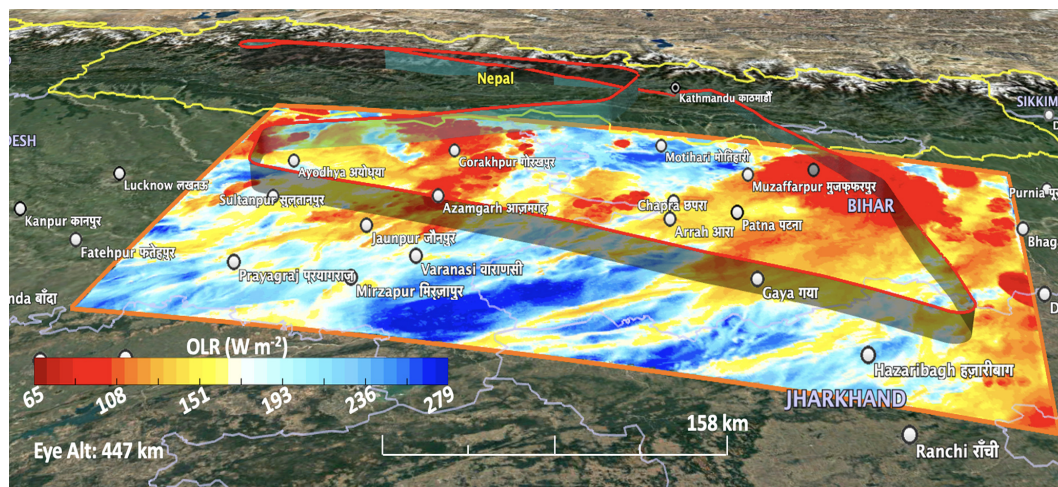 Nepal
Kathmandu काठमाडौँ
SIKKIM
DESH
Lucknow लखनऊ
Ayodhya अयोध्या
Gorakhpur गोरखपुर
Motihari मोतिहारी
Muzaffarpur मुजफ्फरपुर
Purnia
BIHAR
Sultanpur सुल्तानपुर
Azamgarh आज़मगढ़
Chapra छपरा
Kanpur कानपुर
Jaunpur जौनपुर
Arrah आरा
Patna पटना
Bhag
Fatehpur फतेहपुर
Prayagraj प्रयागराज
Varanasi वाराणसी
Mirzapur मिर्ज़ापुर
Gaya गया
nda बाँदा
D
OLR (W m⁻²)
65 108 151 193 236 279
Hazaribagh हज़ारीबाग
JHARKHAND
158 km
Eye Alt: 447 km
Ranchi राँची